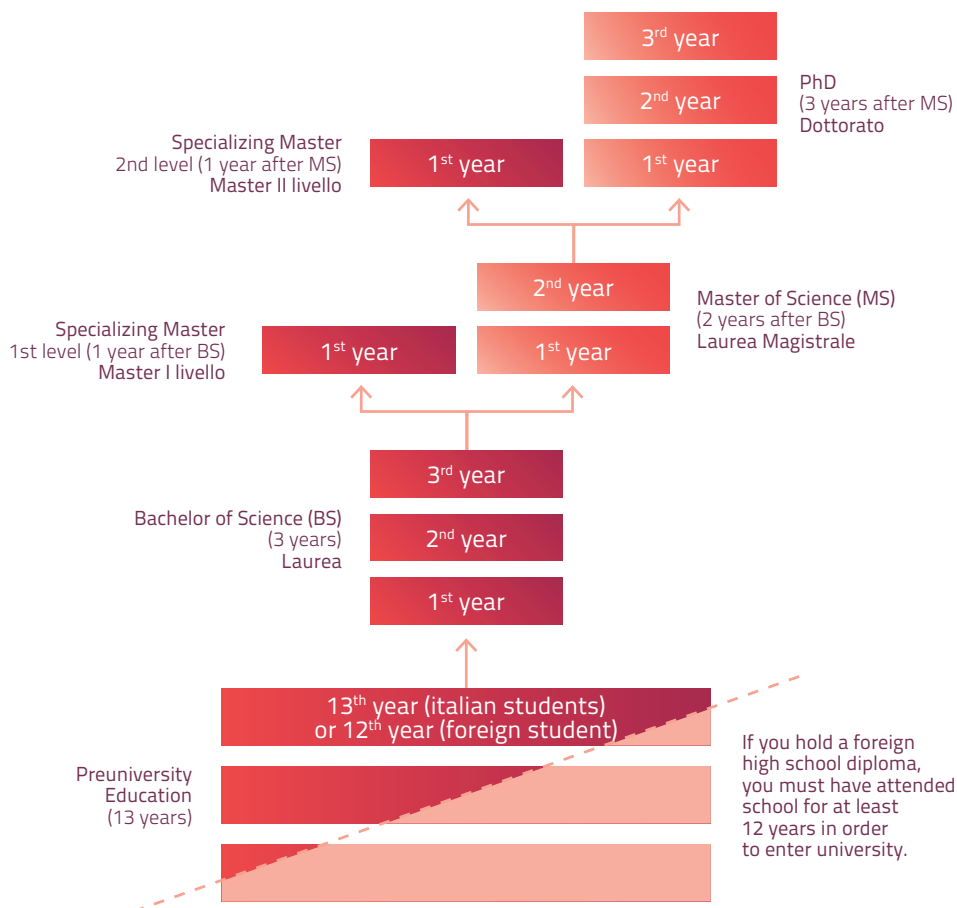 3rd year
2nd year
1st year
PhD
(3 years after MS)
Dottorato
Specializing Master
2nd level (1 year after MS)
Master II livello
1st year
2nd year
1st year
Master of Science (MS)
(2 years after BS)
Laurea Magistrale
Specializing Master
1st level (1 year after BS)
Master I livello
1st year
3rd year
2nd year
1st year
Bachelor of Science (BS)
(3 years)
Laurea
13th year (italian students)
or 12th year (foreign student)
Preuniversity
Education
(13 years)
If you hold a foreign
high school diploma,
you must have attended
school for at least
12 years in order
to enter university.